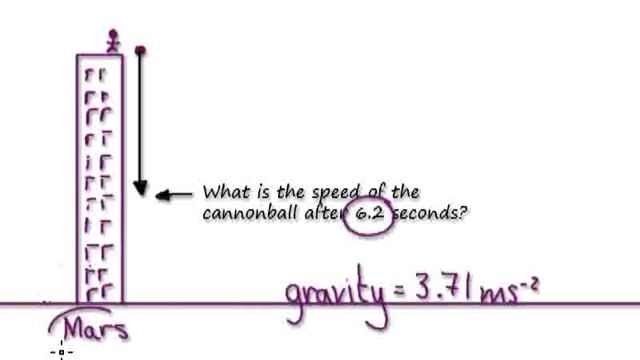 What is the speed of the
cannonball after 6.2 seconds?
gravity = 3.71 ms⁻²
Mars